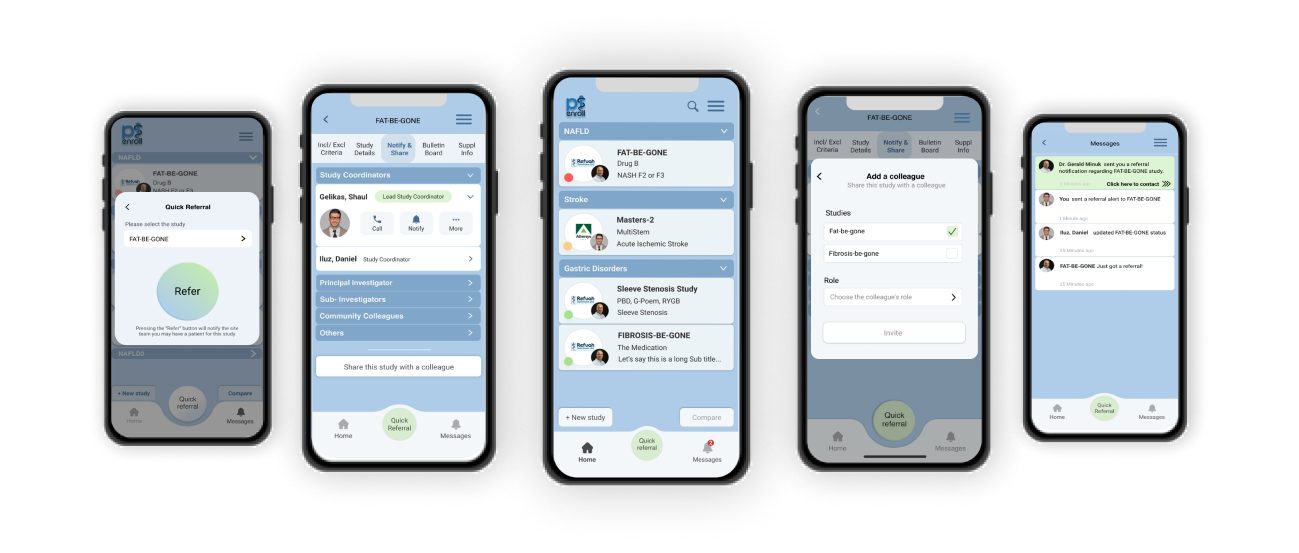 ps
enroll
NAFLD
FAT-BE-GONE
Drug B
NASH F2 or F3
Quick Referral
Please select the study
FAT-BE-GONE
Refer
Pressing the "Refer" button will notify the site
team you may have a patient for this study
NAFLD2
+ New study
Compare
Quick
referral
Home
Messages
FAT-BE-GONE
Incl/ Excl
Criteria
Study
Details
Notify &
Share
Bulletin
Board
Suppl
Info
Study Coordinators
Gelikas, Shaul
Lead Study Coordinator
Call
Notify
More
Iluz, Daniel
Study Coordinator
Principal Investigator
Sub- Investigators
Community Colleagues
Others
Share this study with a colleague
Home
Quick
Referral
Messages
ps
enroll
NAFLD
Refuah
FAT-BE-GONE
Drug B
NASH F2 or F3
Stroke
Athersys
Masters-2
MultiStem
Acute Ischemic Stroke
Gastric Disorders
Refuah
Sleeve Stenosis Study
PBD, G-Poem, RYGB
Sleeve Stenosis
Refuah
FIBROSIS-BE-GONE
The Medication
Let's say this is a long Sub title...
+ New study
Compare
Home
Quick
referral
2
Messages
FAT-BE-GONE
Incl/ Excl
Criteria
Study
Details
Notify &
Share
Bulletin
Board
Suppl
Info
Add a colleague
Share this study with a colleague
Studies
Fat-be-gone
Fibrosis-be-gone
Role
Choose the colleague's role
Invite
Quick
referral
Home
Messages
Messages
Dr. Gerald Minuk sent you a referral
notification regarding FAT-BE-GONE study.
Click here to contact
You sent a referral alert to FAT-BE-GONE
1 Minute ago
Iluz, Daniel updated FAT-BE-GONE status
25 Minutes ago
FAT-BE-GONE Just got a referral!
25 Minutes ago
Home
Quick
Referral
Messages